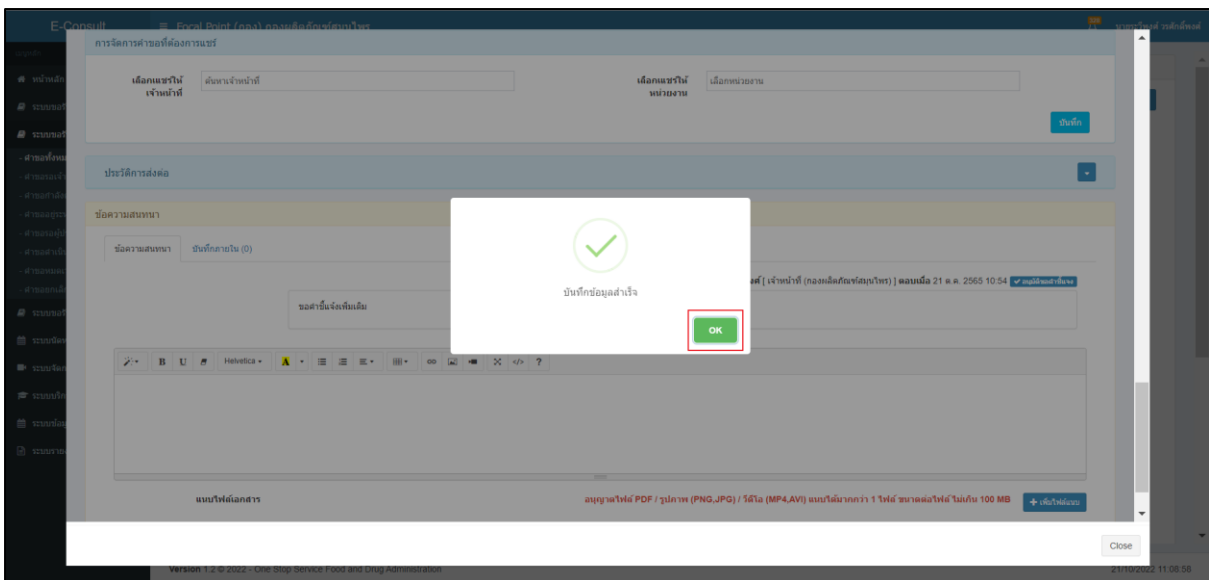 E-Consult
Focal Point (กอง) กองผลิตภัณฑ์สมุนไพร
การจัดการคำขอที่ต้องการแชร์
หน้าหลัก
เลือกแชร์ให้เจ้าหน้าที่
ค้นหาเจ้าหน้าที่
เลือกแชร์ให้หน่วยงาน
เลือกหน่วยงาน
บันทึก
ประวัติการส่งต่อ
ข้อความสนทนา
ข้อความสนทนา บันทึกภายใน (0)
[ เจ้าหน้าที่ (กองผลิตภัณฑ์สมุนไพร) ] ตอบเมื่อ 21 ต.ค. 2565 10:54
ขอคำชี้แจ้งเพิ่มเติม
บันทึกข้อมูลสำเร็จ
OK
B U Helvetica A ?
แนบไฟล์เอกสาร
อนุญาตไฟล์ PDF / รูปภาพ (PNG,JPG) / วีดีโอ (MP4,AVI) แนบได้มากกว่า 1 ไฟล์ ขนาดต่อไฟล์ ไม่เกิน 100 MB
+ เพิ่มไฟล์แนบ
Close
Version 1.2 © 2022 - One Stop Service Food and Drug Administration
21/10/2022 11:08:58